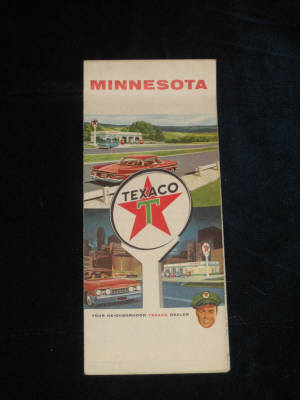 MINNESOTA
TEXACO
T
YOUR NEIGHBORHOOD TEXACO DEALER